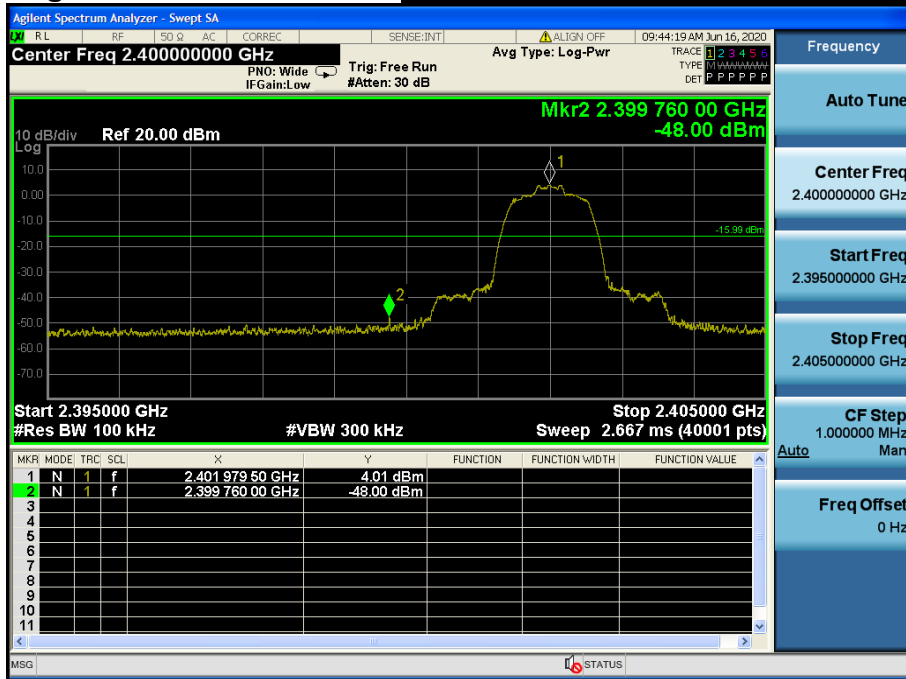 Agilent Spectrum Analyzer - Swept SA
LXI RL RF 50 Ω AC CORREC SENSE:INT ALIGN OFF 09:44:19 AM Jun 16, 2020
Center Freq 2.400000000 GHz
PNO: Wide
IFGain:Low
Trig: Free Run
#Atten: 30 dB
Avg Type: Log-Pwr
TRACE 1 2 3 4 5 6
TYPE M W W W W W
DET P P P P P P
Mkr2 2.399 760 00 GHz
-48.00 dBm
10 dB/div Ref 20.00 dBm
Log
10.0
0.00
-10.0
-20.0
-30.0
-40.0
-50.0
-60.0
-70.0
1
-15.99 dBm
2
Start 2.395000 GHz Stop 2.405000 GHz
#Res BW 100 kHz #VBW 300 kHz Sweep 2.667 ms (40001 pts)
MKR MODE TRC SCL X Y FUNCTION FUNCTION WIDTH FUNCTION VALUE
1 N 1 f 2.401 979 50 GHz 4.01 dBm
2 N 1 f 2.399 760 00 GHz -48.00 dBm
3
4
5
6
7
8
9
10
11
MSG STATUS
Frequency
Auto Tune
Center Freq
2.400000000 GHz
Start Freq
2.395000000 GHz
Stop Freq
2.405000000 GHz
CF Step
1.000000 MHz
Auto Man
Freq Offset
0 Hz